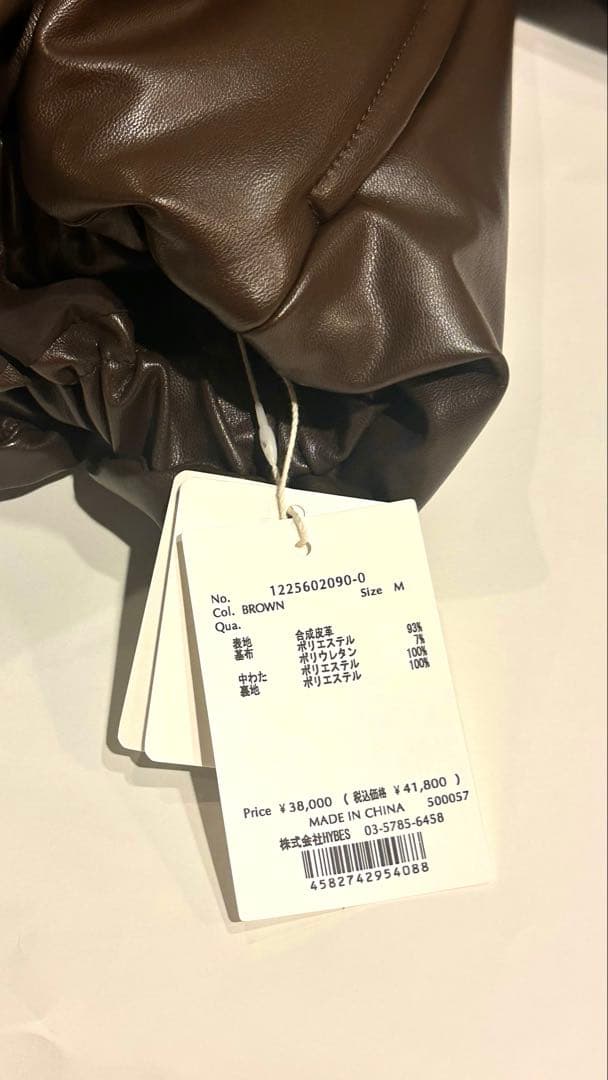 No. 1225602090-0
Col. BROWN Size M
Qua.
表地 合成皮革
基布 ポリエステル 93%
ポリウレタン 7%
中わた ポリエステル 100%
裏地 ポリエステル 100%
Price ¥38,000 ( 税込価格 ¥41,800 )
MADE IN CHINA 500057
株式会社HYBES 03-5785-6458
4582742954088